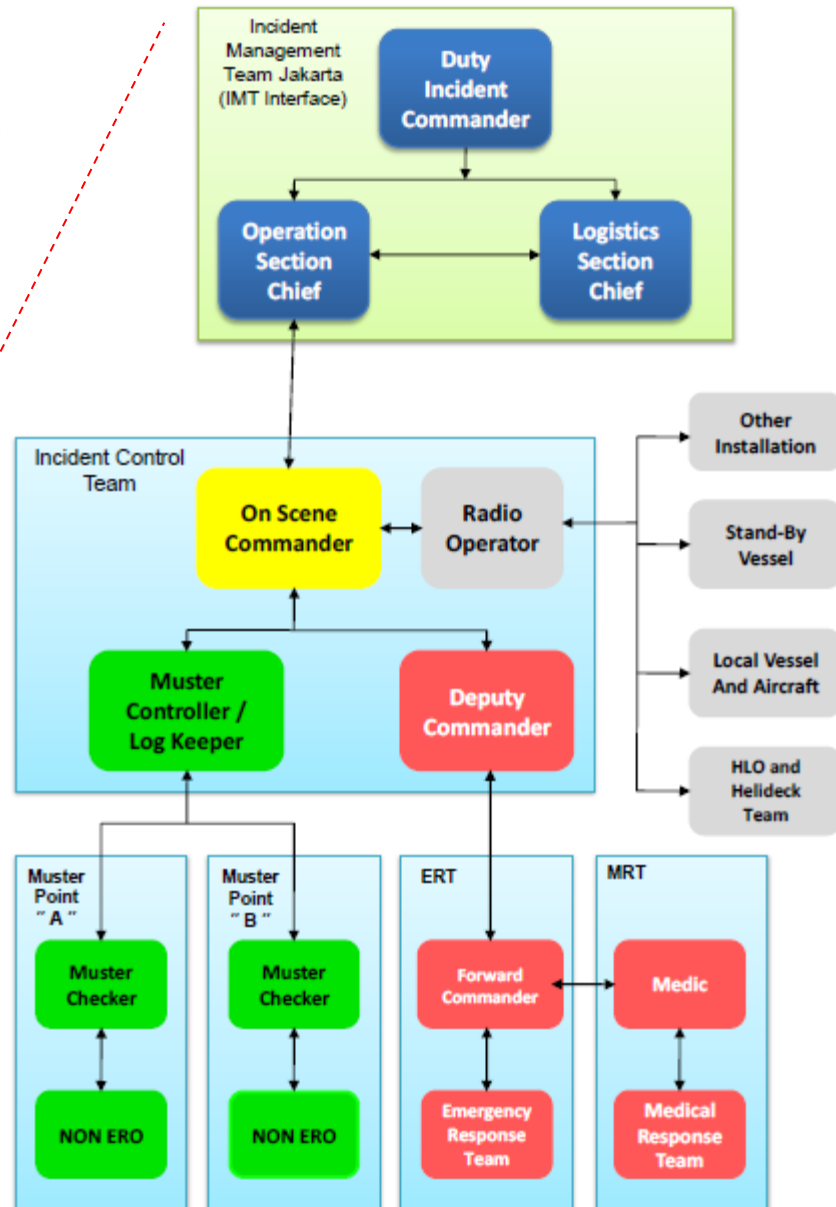 Incident
Management
Team Jakarta
(IMT Interface)
Duty
Incident
Commander
Operation
Section
Chief
Logistics
Section
Chief
Incident Control
Team
On Scene
Commander
Radio
Operator
Other
Installation
Stand-By
Vessel
Local Vessel
And Aircraft
HLO and
Helideck
Team
Muster
Controller /
Log Keeper
Deputy
Commander
Muster
Point
" A "
Muster
Checker
NON ERO
Muster
Point
" B "
Muster
Checker
NON ERO
ERT
Forward
Commander
Emergency
Response
Team
MRT
Medic
Medical
Response
Team